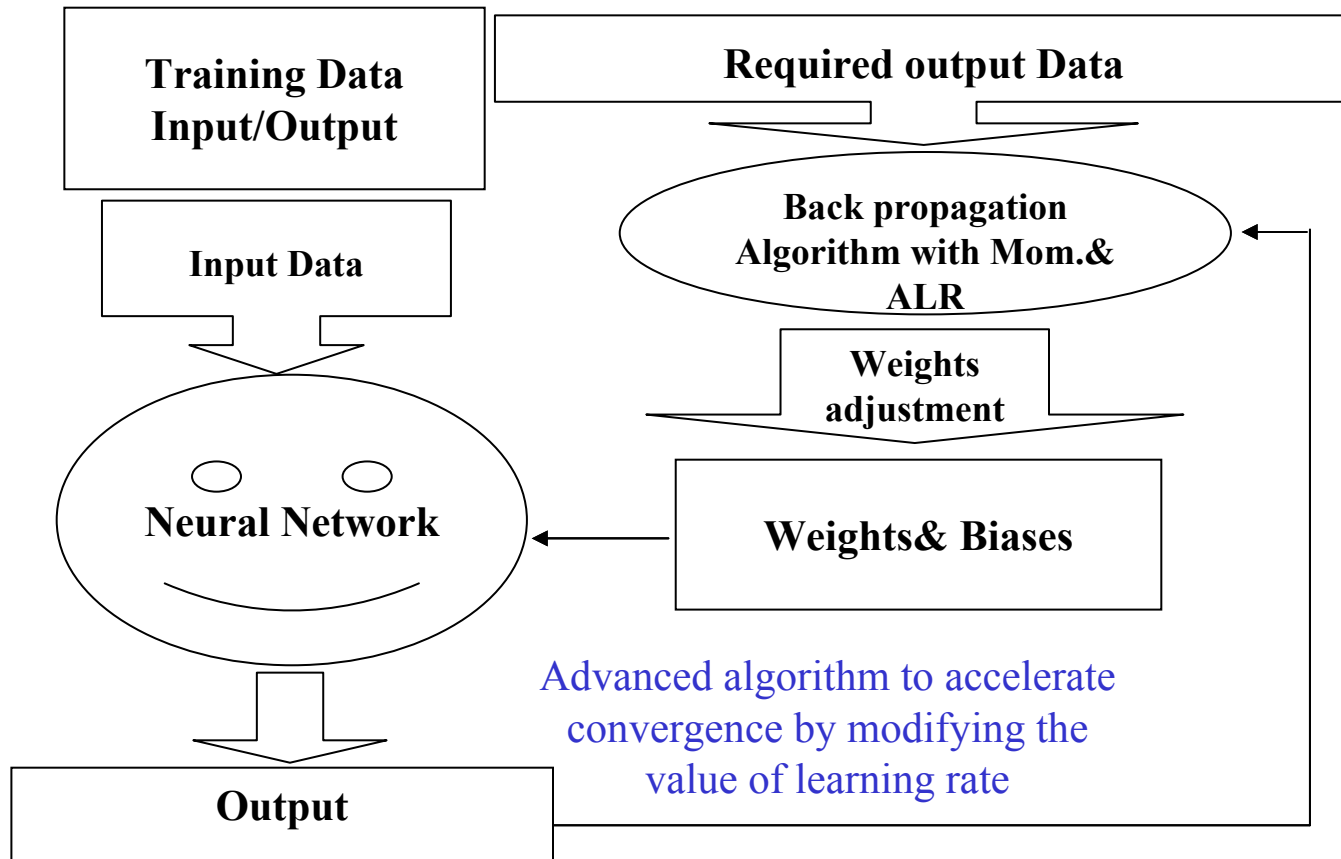 Training Data
Input/Output
Required output Data
Input Data
Back propagation
Algorithm with Mom.&
ALR
Weights
adjustment
Neural Network
Weights& Biases
Advanced algorithm to accelerate
convergence by modifying the
value of learning rate
Output